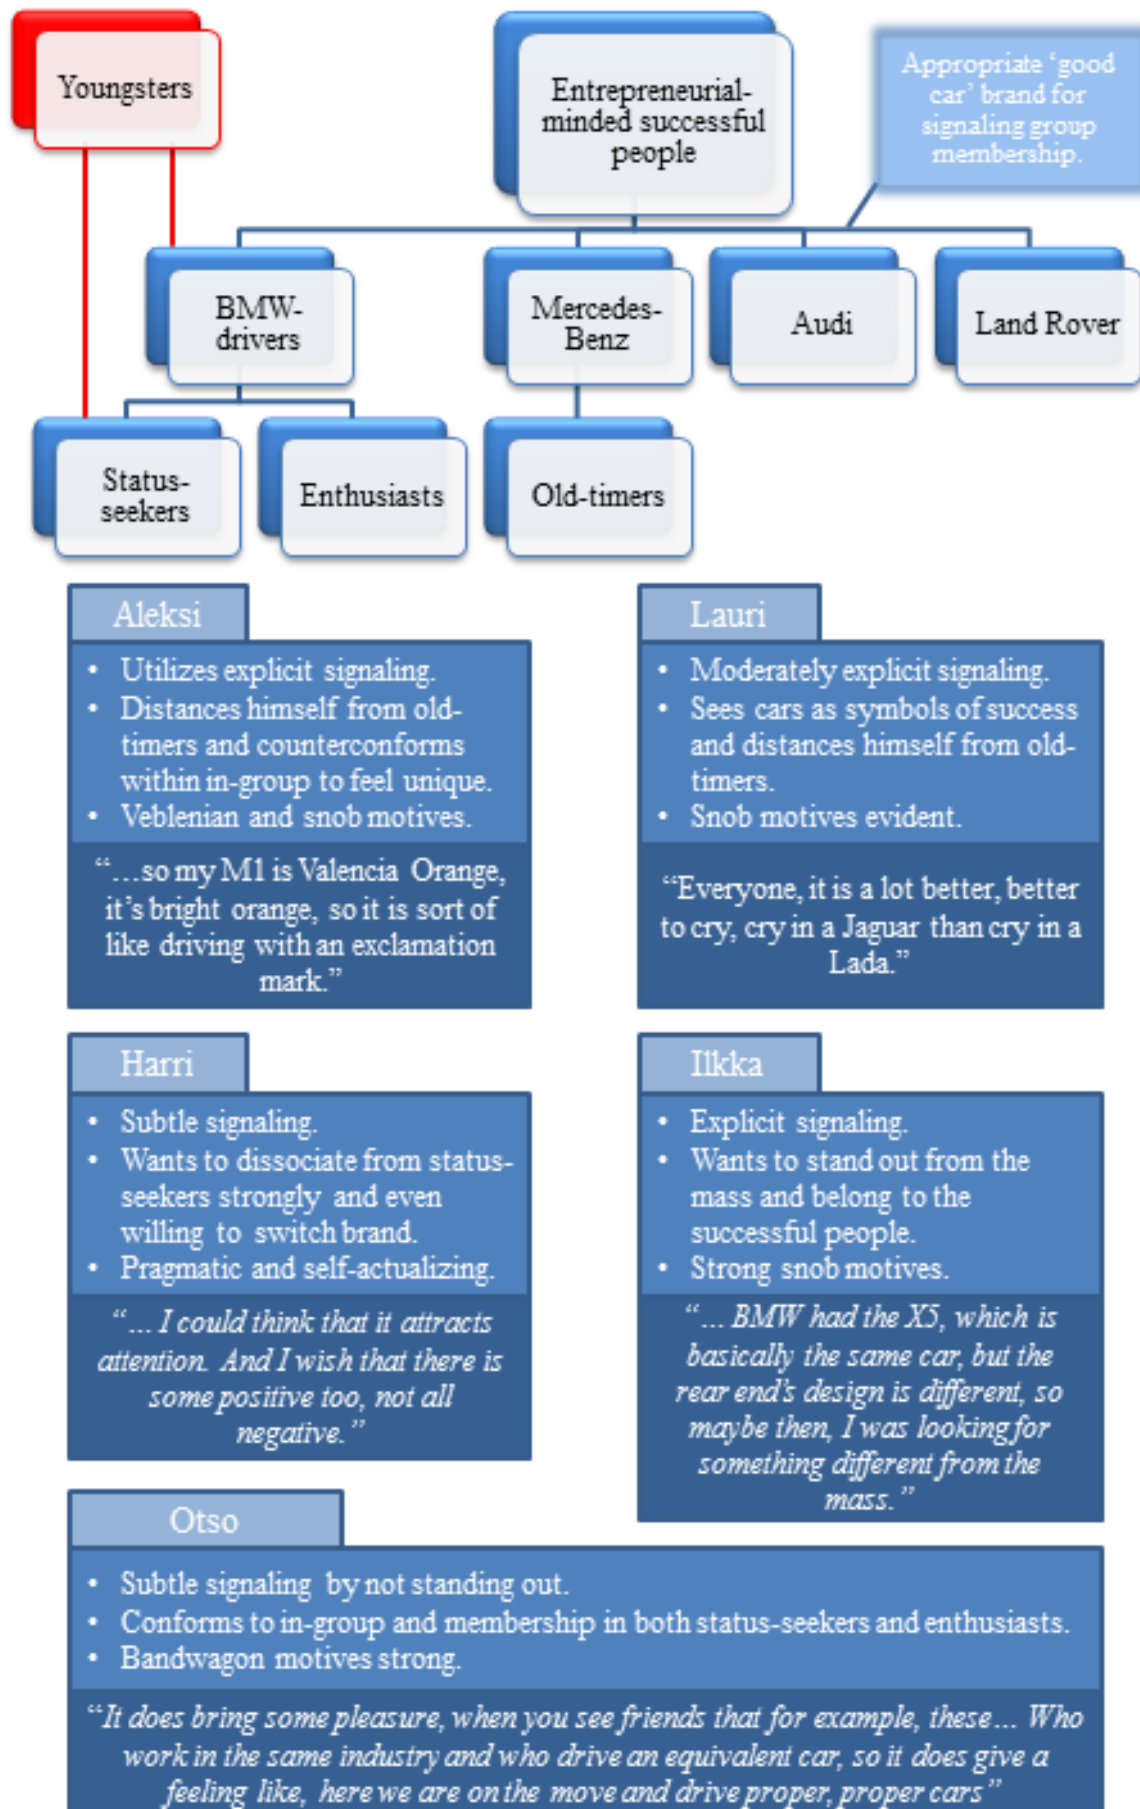 Youngsters
Entrepreneurial-
minded successful
people
Appropriate ‘good
car’ brand for
signaling group
membership.
BMW-
drivers
Mercedes-
Benz
Audi
Land Rover
Status-
seekers
Enthusiasts
Old-timers
Aleksi
• Utilizes explicit signaling.
• Distances himself from old-
timers and counterconforms
within in-group to feel unique.
• Veblenian and snob motives.
“…so my M1 is Valencia Orange,
it’s bright orange, so it is sort of
like driving with an exclamation
mark.”
Lauri
• Moderately explicit signaling.
• Sees cars as symbols of success
and distances himself from old-
timers.
• Snob motives evident.
“Everyone, it is a lot better, better
to cry, cry in a Jaguar than cry in a
Lada.”
Harri
• Subtle signaling.
• Wants to dissociate from status-
seekers strongly and even
willing to switch brand.
• Pragmatic and self-actualizing.
“… I could think that it attracts
attention. And I wish that there is
some positive too, not all
negative.”
Ilkka
• Explicit signaling.
• Wants to stand out from the
mass and belong to the
successful people.
• Strong snob motives.
“… BMW had the X5, which is
basically the same car, but the
rear end’s design is different, so
maybe then, I was looking for
something different from the
mass.”
Otso
• Subtle signaling by not standing out.
• Conforms to in-group and membership in both status-seekers and enthusiasts.
• Bandwagon motives strong.
“It does bring some pleasure, when you see friends that for example, these… Who
work in the same industry and who drive an equivalent car, so it does give a
feeling like, here we are on the move and drive proper, proper cars”